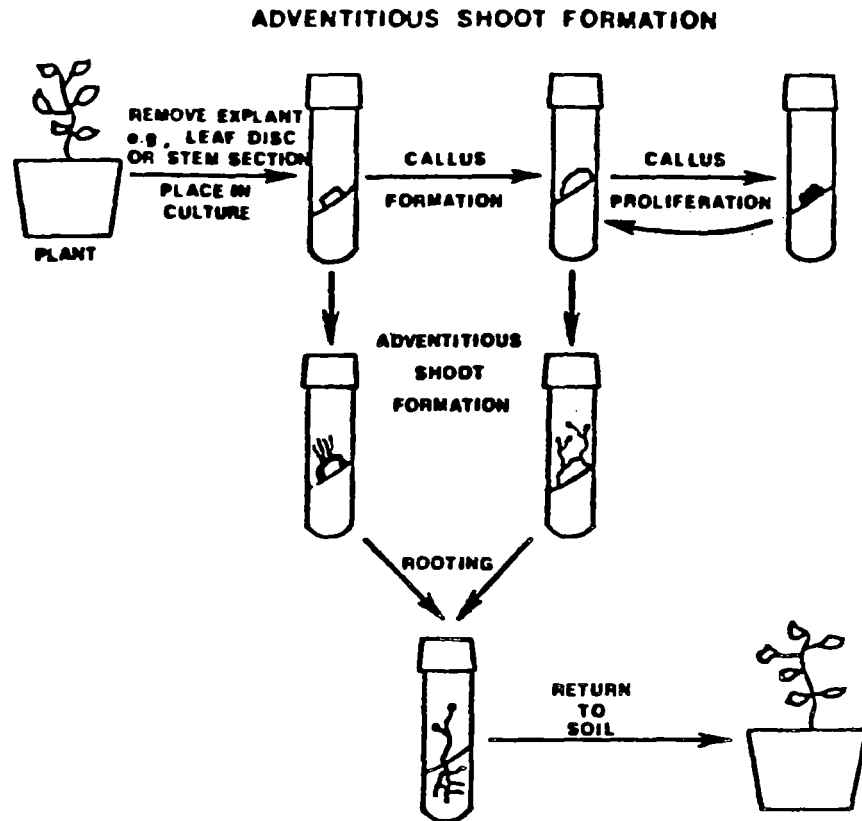 ADVENTITIOUS SHOOT FORMATION
REMOVE EXPLANT
e.g., LEAF DISC
OR STEM SECTION
PLACE IN
CULTURE
PLANT
CALLUS
FORMATION
CALLUS
PROLIFERATION
ADVENTITIOUS
SHOOT
FORMATION
ROOTING
RETURN
TO
SOIL